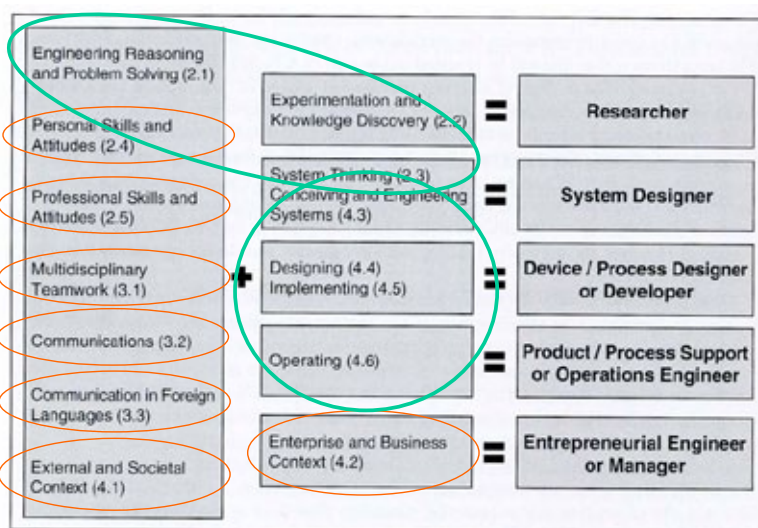 Engineering Reasoning
and Problem Solving (2.1)
Personal Skills and
Attitudes (2.4)
Professional Skills and
Attitudes (2.5)
Multidisciplinary
Teamwork (3.1)
Communications (3.2)
Communication in Foreign
Languages (3.3)
External and Societal
Context (4.1)
+
Experimentation and
Knowledge Discovery (2.2)
=
Researcher
System Thinking (2.3)
Conceiving and Engineering
Systems (4.3)
=
System Designer
Designing (4.4)
Implementing (4.5)
=
Device / Process Designer
or Developer
Operating (4.6)
=
Product / Process Support
or Operations Engineer
Enterprise and Business
Context (4.2)
=
Entrepreneurial Engineer
or Manager